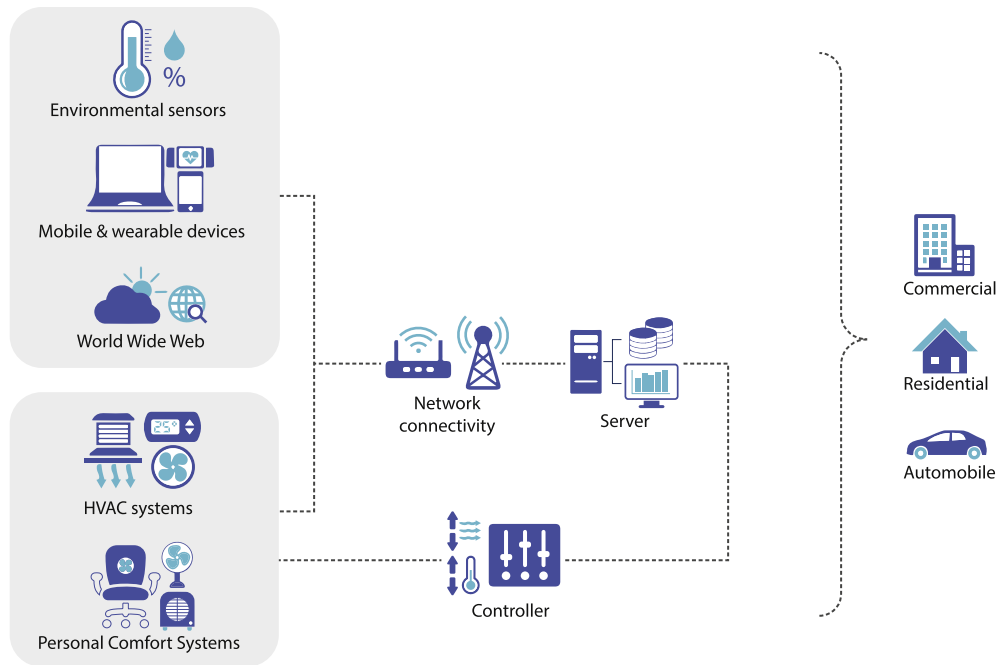 %
Environmental sensors
Mobile & wearable devices
World Wide Web
25°
HVAC systems
Personal Comfort Systems
Network
connectivity
Server
Controller
Commercial
Residential
Automobile